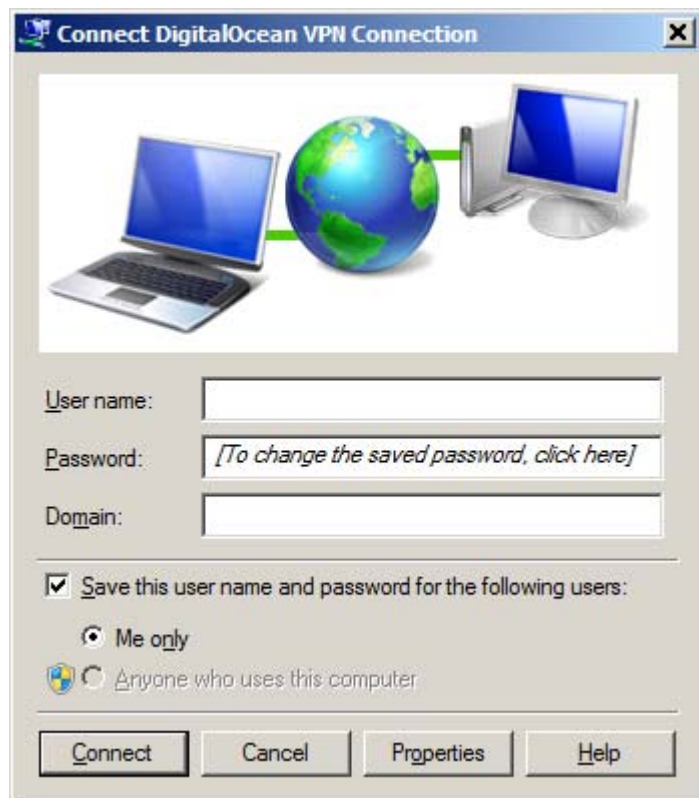 Connect DigitalOcean VPN Connection
User name:
Password: [To change the saved password, click here]
Domain:
Save this user name and password for the following users:
Me only
Anyone who uses this computer
Connect Cancel Properties Help